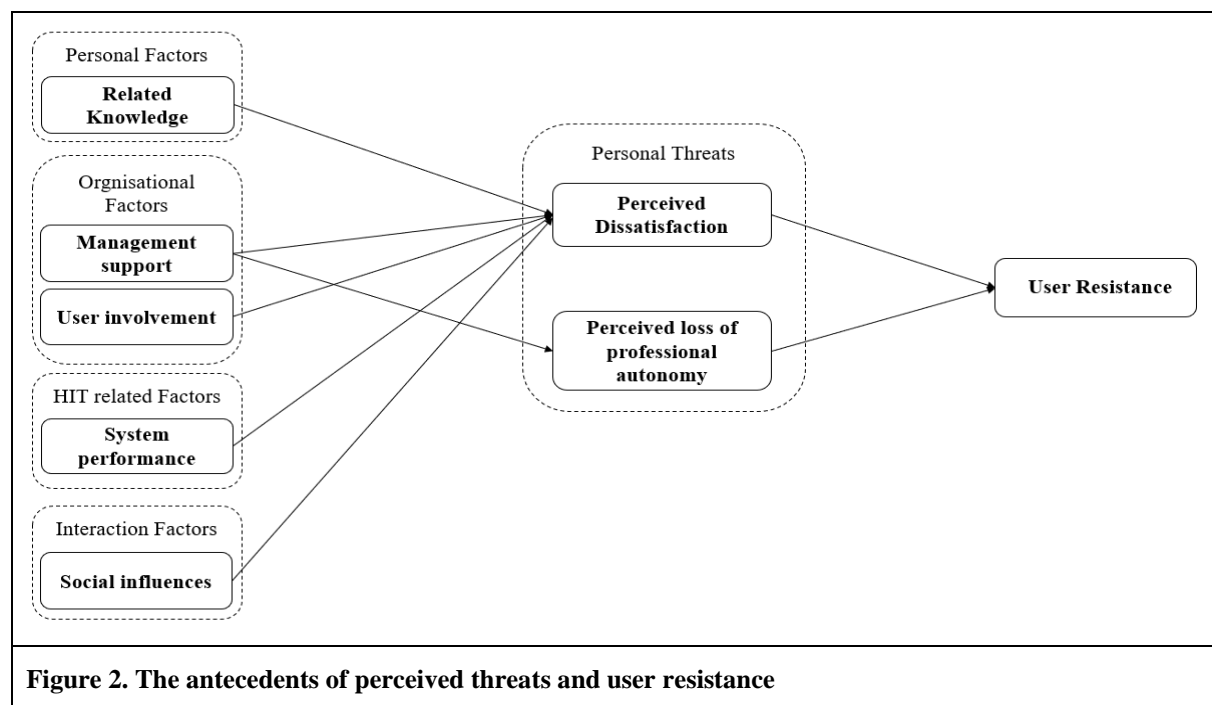 Personal Factors
Related
Knowledge
Orgnisational
Factors
Management
support
User involvement
HIT related Factors
System
performance
Interaction Factors
Social influences
Personal Threats
Perceived
Dissatisfaction
Perceived loss of
professional
autonomy
User Resistance
Figure 2. The antecedents of perceived threats and user resistance